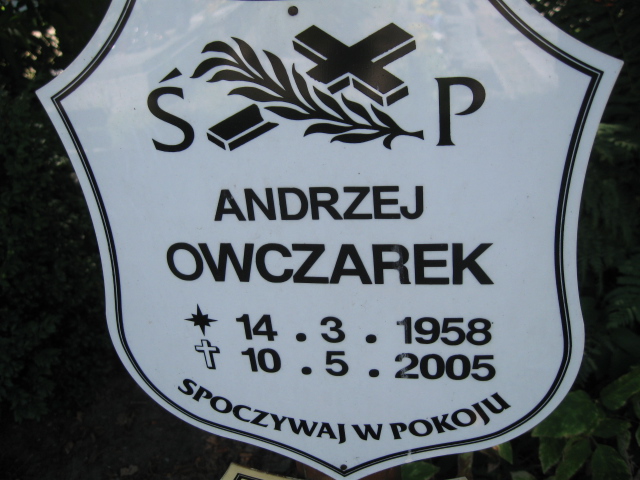 Ś P
ANDRZEJ
OWCZAREK
14 . 3 . 1958
10 . 5 . 2005
SPOCZYWAJ W POKOJU